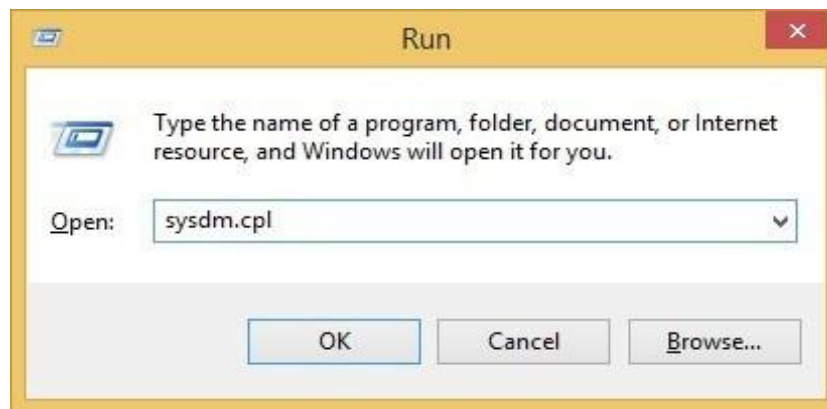 Run
Type the name of a program, folder, document, or Internet
resource, and Windows will open it for you.
Open: sysdm.cpl
OK Cancel Browse...